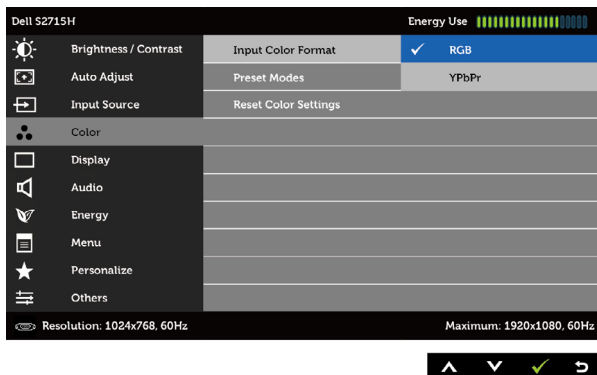 Dell S2715H Energy Use
Brightness / Contrast Input Color Format RGB
Auto Adjust Preset Modes YPbPr
Input Source Reset Color Settings
Color
Display
Audio
Energy
Menu
Personalize
Others
Resolution: 1024x768, 60Hz Maximum: 1920x1080, 60Hz